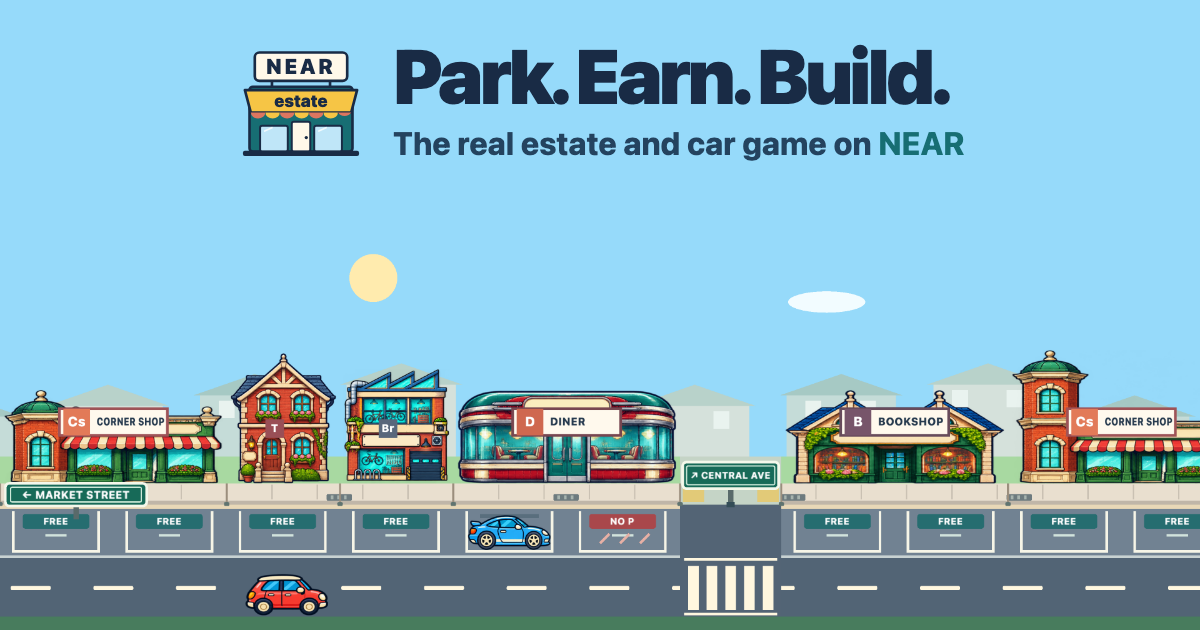 NEAR
estate
Park. Earn. Build.
The real estate and car game on NEAR
Cs CORNER SHOP
T
Br
D DINER
B BOOKSHOP
Cs CORNER SHOP
← MARKET STREET
↗ CENTRAL AVE
FREE
FREE
FREE
FREE
NO P
FREE
FREE
FREE
FREE